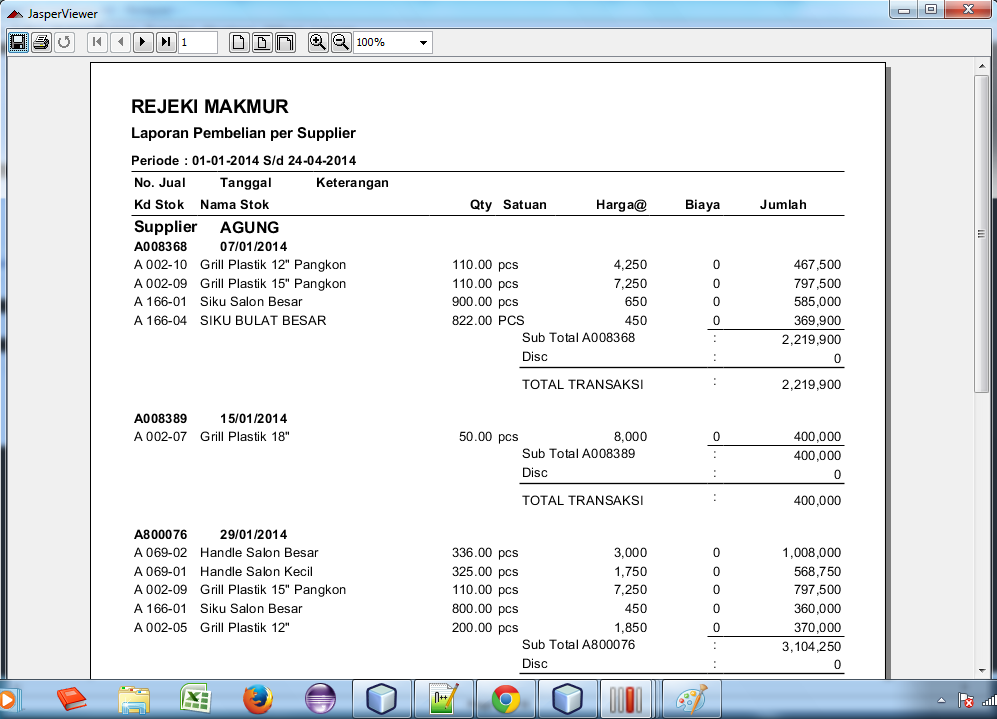 JasperViewer
1 100%
REJEKI MAKMUR
Laporan Pembelian per Supplier
Periode : 01-01-2014 S/d 24-04-2014
No. Jual Tanggal Keterangan
Kd Stok Nama Stok Qty Satuan Harga@ Biaya Jumlah
Supplier AGUNG
A008368 07/01/2014
A 002-10 Grill Plastik 12" Pangkon 110.00 pcs 4,250 0 467,500
A 002-09 Grill Plastik 15" Pangkon 110.00 pcs 7,250 0 797,500
A 166-01 Siku Salon Besar 900.00 pcs 650 0 585,000
A 166-04 SIKU BULAT BESAR 822.00 PCS 450 0 369,900
Sub Total A008368 : 2,219,900
Disc : 0
TOTAL TRANSAKSI : 2,219,900
A008389 15/01/2014
A 002-07 Grill Plastik 18" 50.00 pcs 8,000 0 400,000
Sub Total A008389 : 400,000
Disc : 0
TOTAL TRANSAKSI : 400,000
A800076 29/01/2014
A 069-02 Handle Salon Besar 336.00 pcs 3,000 0 1,008,000
A 069-01 Handle Salon Kecil 325.00 pcs 1,750 0 568,750
A 002-09 Grill Plastik 15" Pangkon 110.00 pcs 7,250 0 797,500
A 166-01 Siku Salon Besar 800.00 pcs 450 0 360,000
A 002-05 Grill Plastik 12" 200.00 pcs 1,850 0 370,000
Sub Total A800076 : 3,104,250
Disc : 0